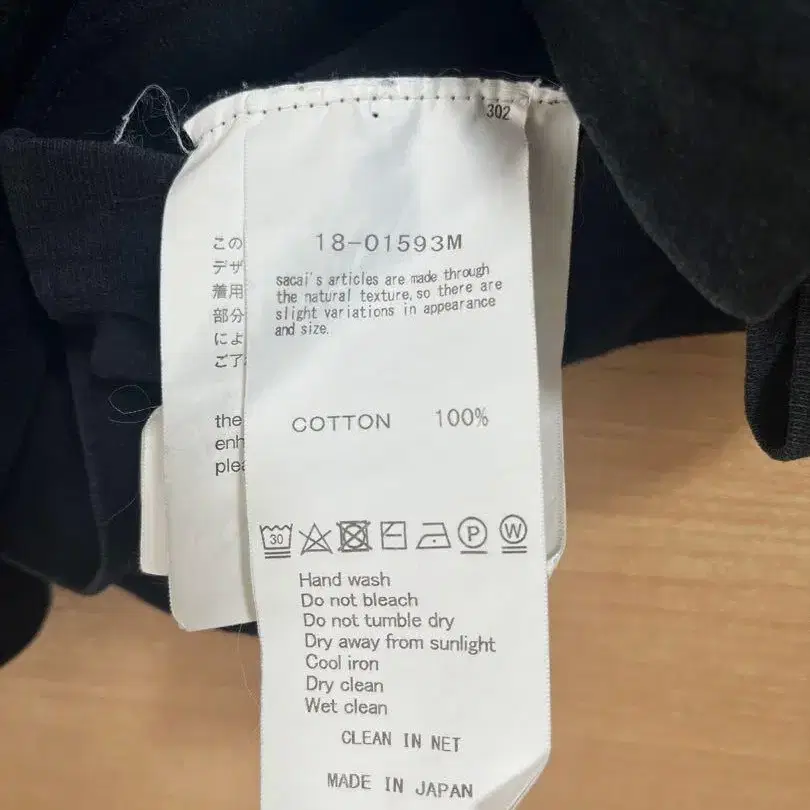 302
18-01593M
sacai's articles are made through
the natural texture, so there are
slight variations in appearance
and size.
COTTON 100%
30
P
W
Hand wash
Do not bleach
Do not tumble dry
Dry away from sunlight
Cool iron
Dry clean
Wet clean
CLEAN IN NET
MADE IN JAPAN
この
デザ
着用
部分
によ
ご了
the
enh
ple